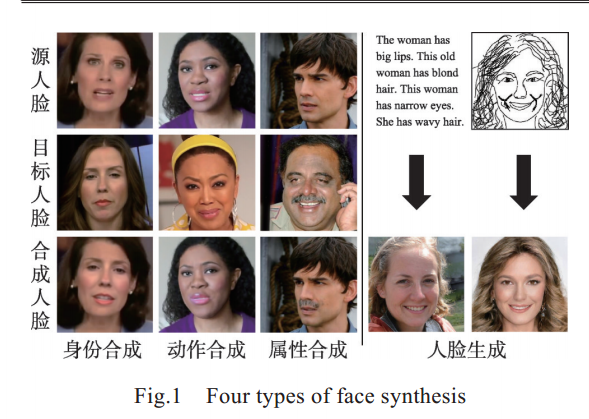 源人脸
The woman has
big lips. This old
woman has blond
hair. This woman
has narrow eyes.
She has wavy hair.
目标人脸
合成人脸
身份合成 动作合成 属性合成 人脸生成
Fig.1 Four types of face synthesis